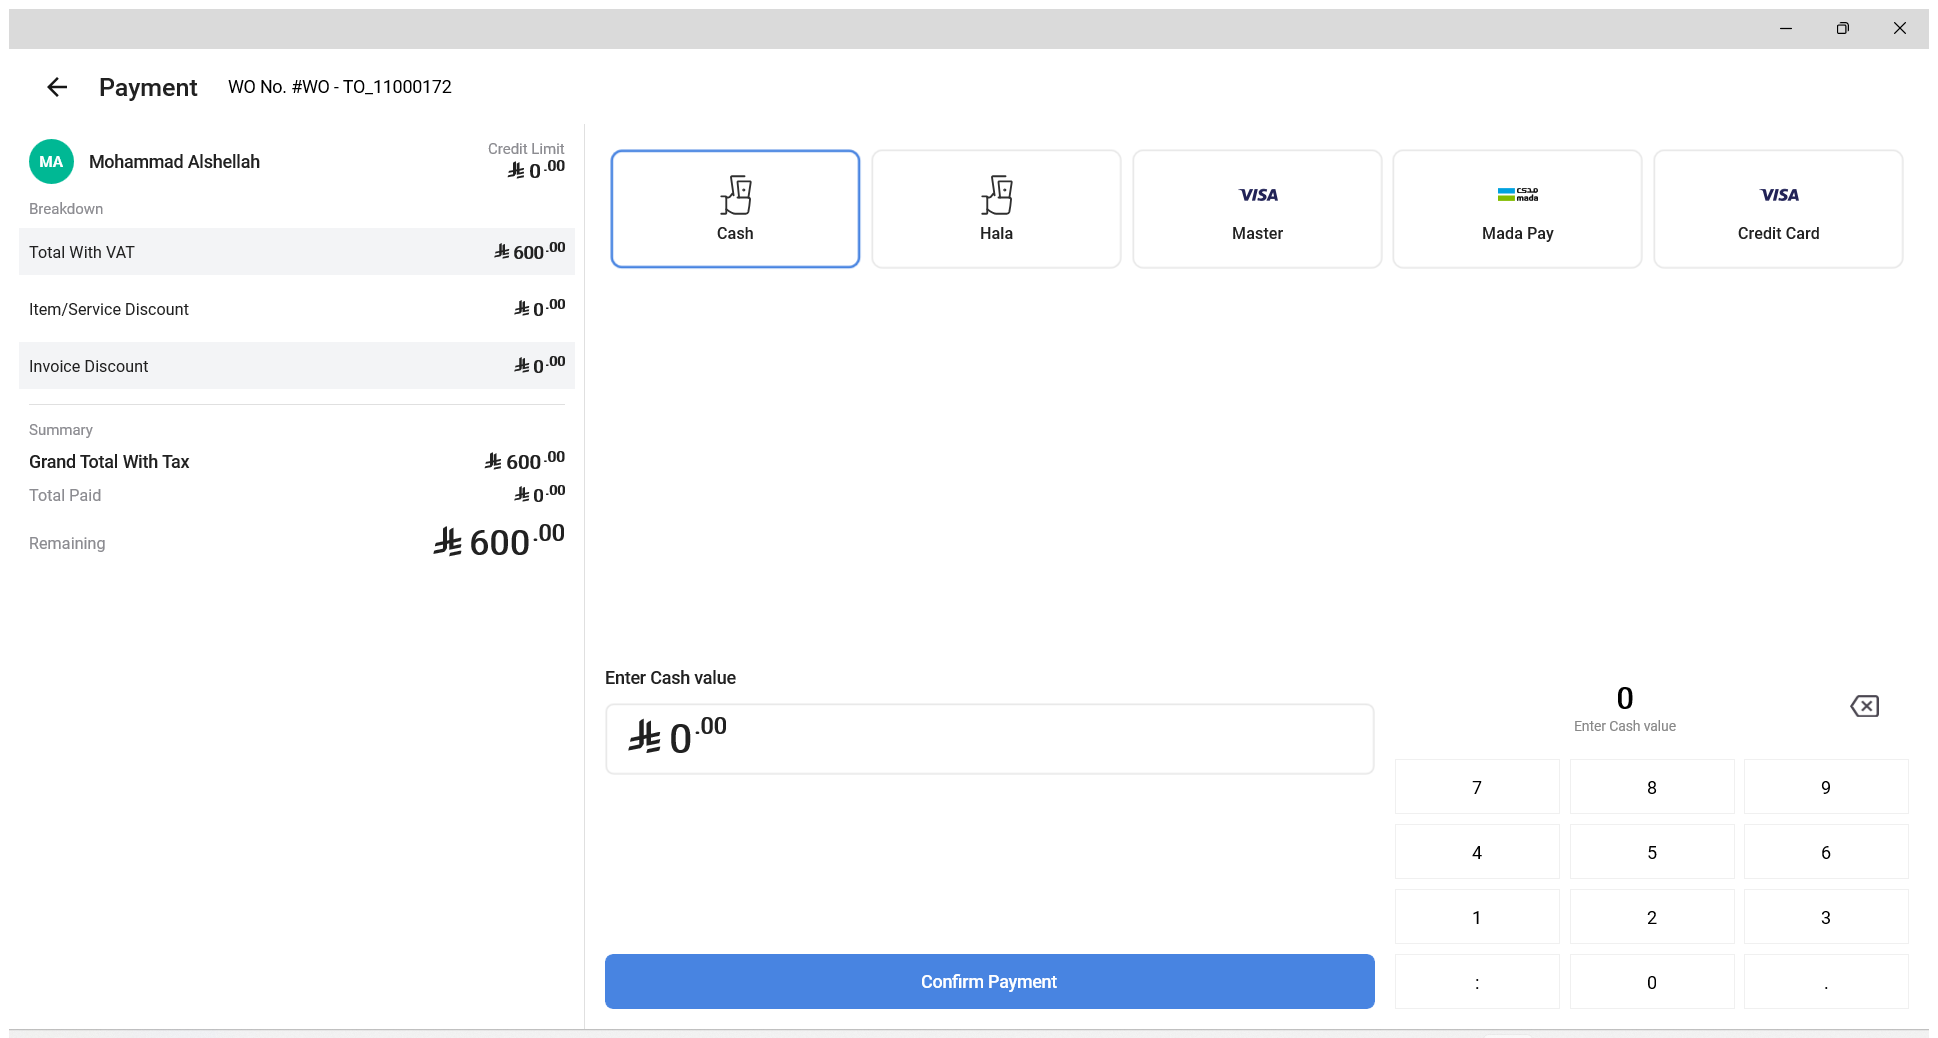 Payment
WO No. #WO - TO_11000172
MA
Mohammad Alshellah
Credit Limit
⃁ 0.00
Breakdown
Total With VAT
⃁ 600.00
Item/Service Discount
⃁ 0.00
Invoice Discount
⃁ 0.00
Summary
Grand Total With Tax
⃁ 600.00
Total Paid
⃁ 0.00
Remaining
⃁ 600.00
Cash
Hala
VISA
Master
مدى
mada
Mada Pay
VISA
Credit Card
Enter Cash value
⃁ 0.00
Confirm Payment
0
Enter Cash value
7 8 9
4 5 6
1 2 3
: 0 .